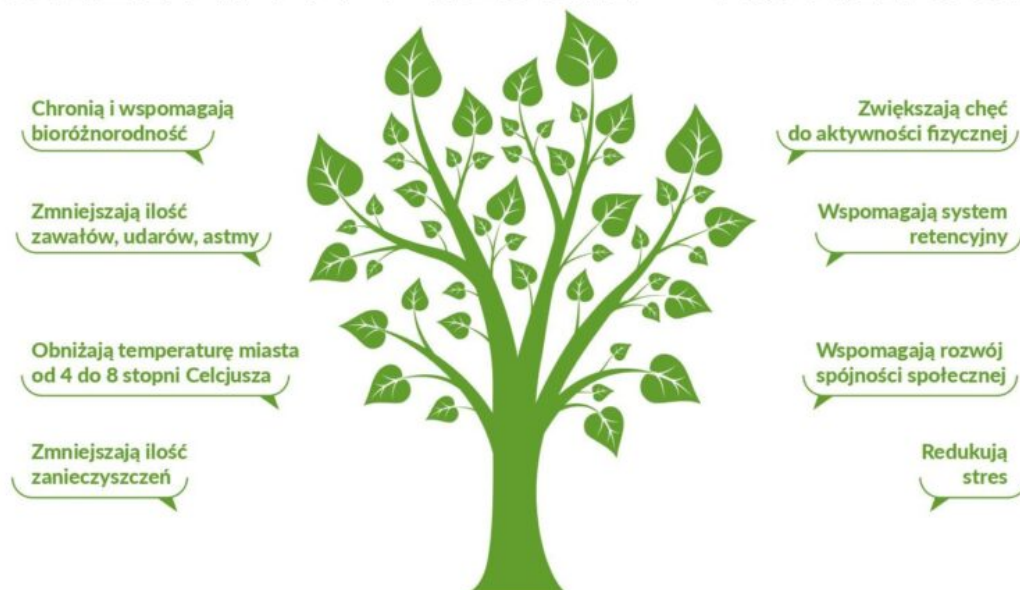 Chronią i wspomagają
bioróżnorodność
Zmniejszają ilość
zawałów, udarów, astmy
Obniżają temperaturę miasta
od 4 do 8 stopni Celcjusza
Zmniejszają ilość
zanieczyszczeń
Zwiększają chęć
do aktywności fizycznej
Wspomagają system
retencyjny
Wspomagają rozwój
spójności społecznej
Redukują
stres